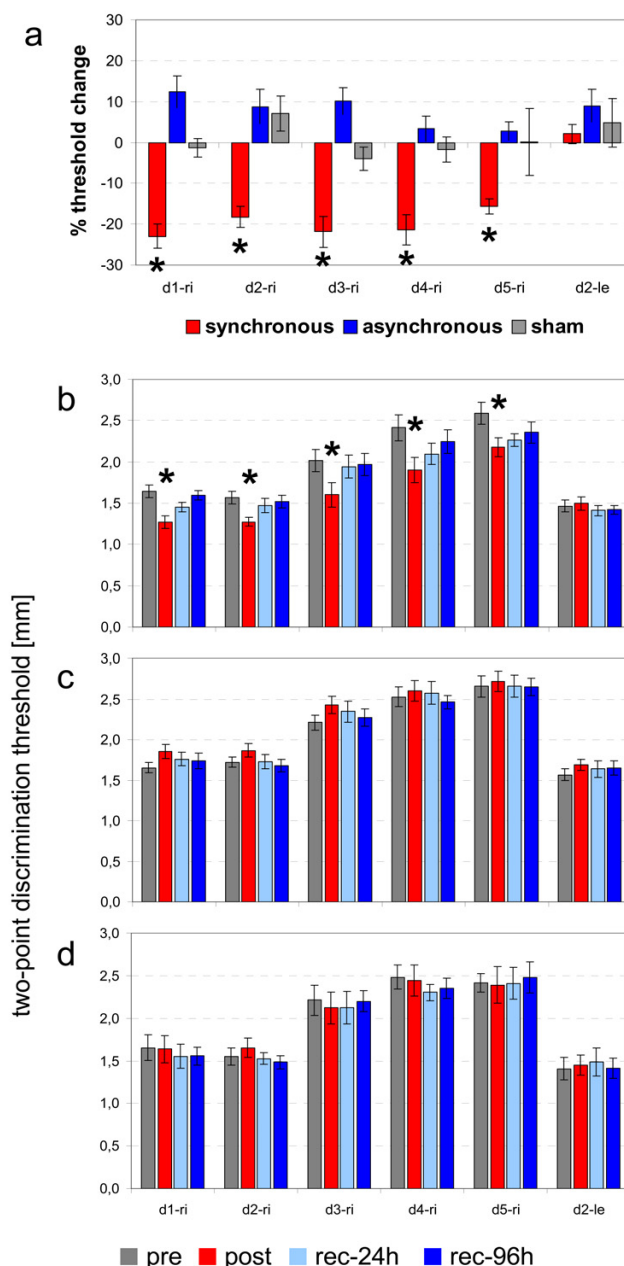 a
% threshold change
30
20
10
0
-10
-20
-30
* * * * *
d1-ri d2-ri d3-ri d4-ri d5-ri d2-le
synchronous asynchronous sham
two-point discrimination threshold [mm]
b
3,0
2,5
2,0
1,5
1,0
0,5
0,0
* * * * *
c
3,0
2,5
2,0
1,5
1,0
0,5
0,0
d
3,0
2,5
2,0
1,5
1,0
0,5
0,0
d1-ri d2-ri d3-ri d4-ri d5-ri d2-le
pre post rec-24h rec-96h